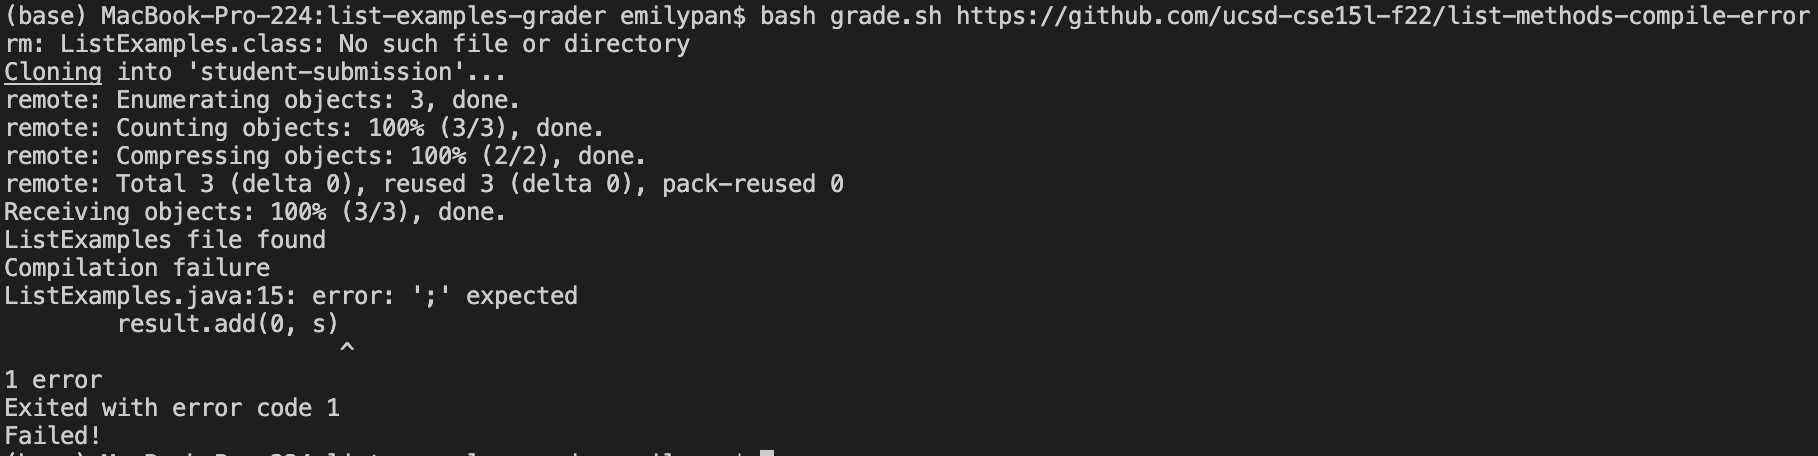 (base) MacBook-Pro-224:list-examples-grader emilypan$ bash grade.sh https://github.com/ucsd-cse15l-f22/list-methods-compile-error
rm: ListExamples.class: No such file or directory
Cloning into 'student-submission'...
remote: Enumerating objects: 3, done.
remote: Counting objects: 100% (3/3), done.
remote: Compressing objects: 100% (2/2), done.
remote: Total 3 (delta 0), reused 3 (delta 0), pack-reused 0
Receiving objects: 100% (3/3), done.
ListExamples file found
Compilation failure
ListExamples.java:15: error: ';' expected
        result.add(0, s)
                        ^
1 error
Exited with error code 1
Failed!